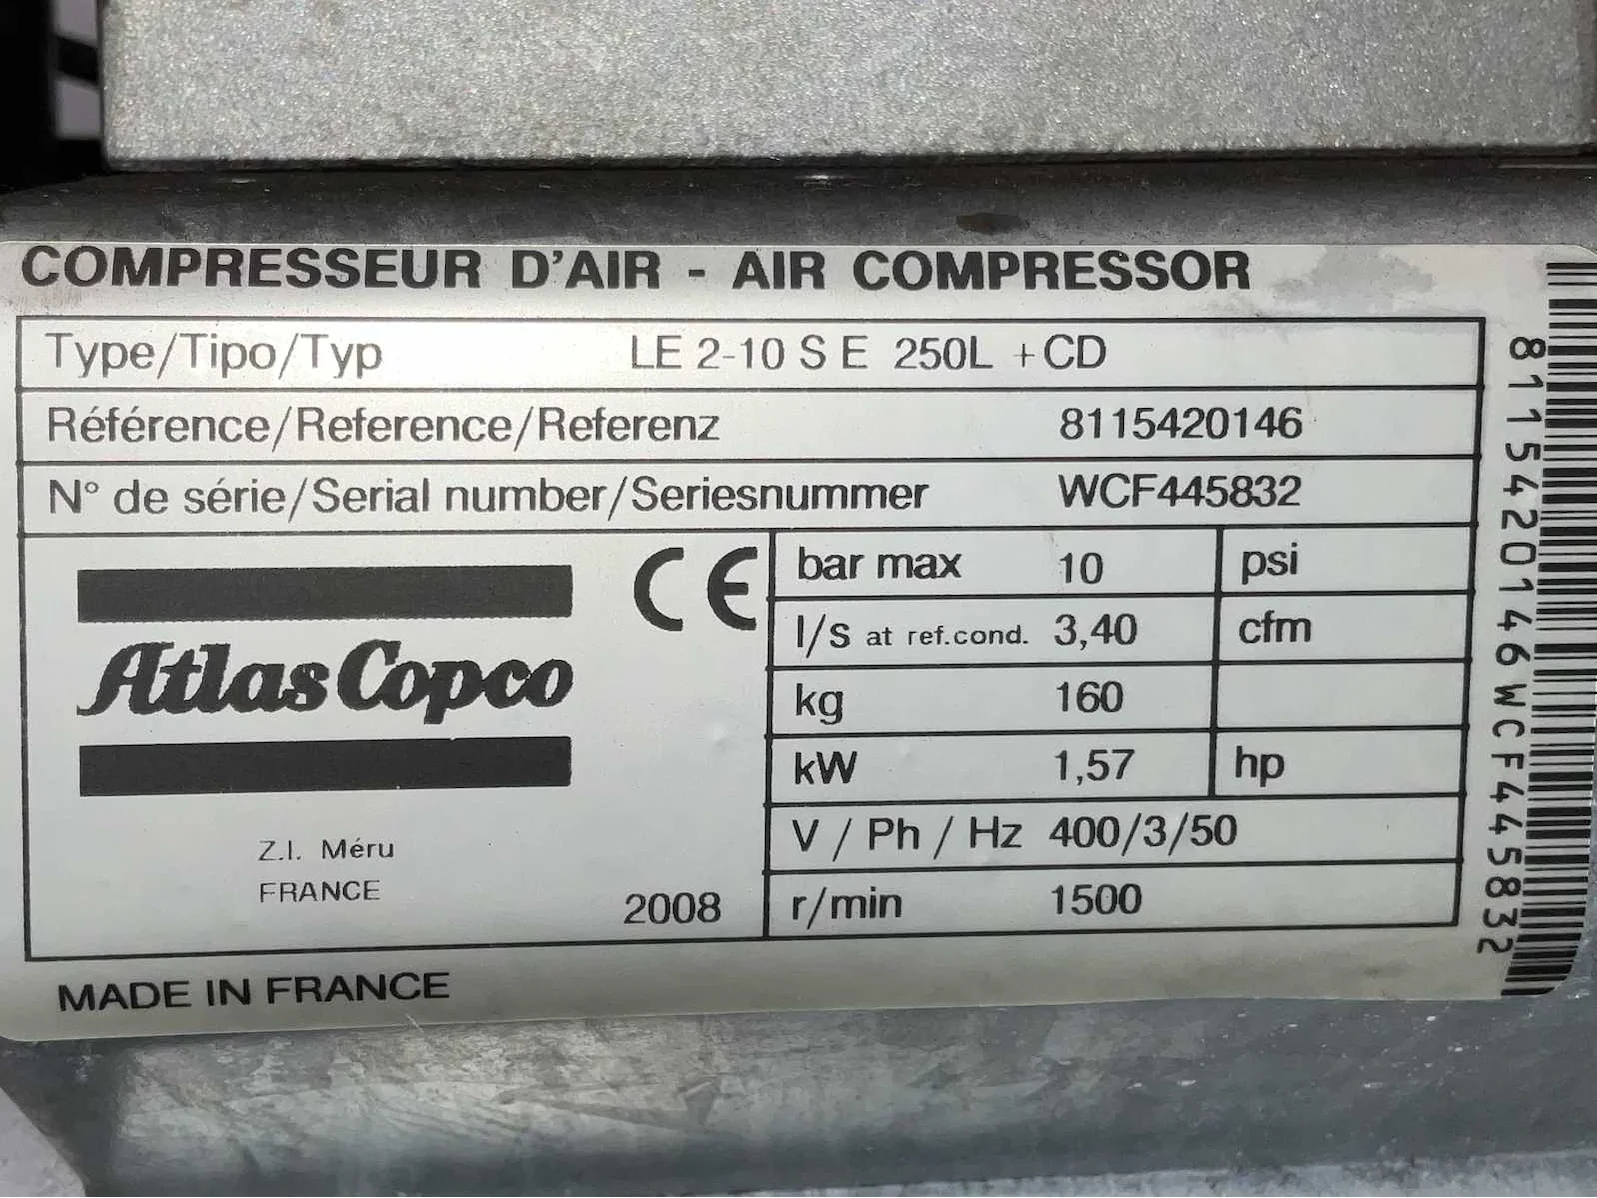 COMPRESSEUR D'AIR - AIR COMPRESSOR
Type/Tipo/Typ LE 2-10 S E 250L +CD
Référence/Reference/Referenz 8115420146
N° de série/Serial number/Seriesnummer WCF445832
CE
bar max 10 psi
l/s at ref.cond. 3,40 cfm
kg 160
kW 1,57 hp
V / Ph / Hz 400/3/50
r/min 1500
Atlas Copco
Z.I. Méru
FRANCE
2008
MADE IN FRANCE
8115420146WCF445832